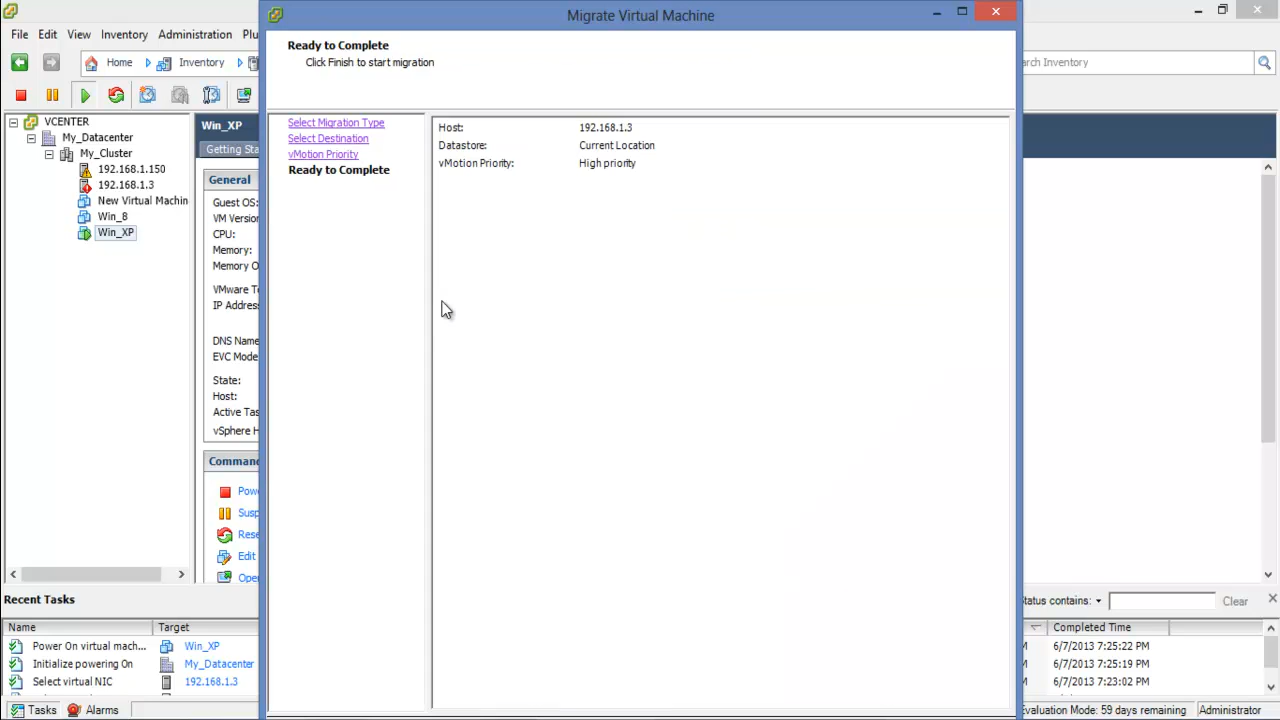 Migrate Virtual Machine
File Edit View Inventory Administration Plu
Home Inventory
arch Inventory
Ready to Complete
Click Finish to start migration
VCENTER
My_Datacenter
My_Cluster
192.168.1.150
192.168.1.3
New Virtual Machin
Win_8
Win_XP
Win_XP
Getting Sta
General
Guest OS:
VM Version
CPU:
Memory:
Memory O
VMware To
IP Address
DNS Name
EVC Mode
State:
Host:
Active Tas
vSphere H
Comman
Powe
Susp
Rese
Edit
Open
Select Migration Type
Select Destination
vMotion Priority
Ready to Complete
Host: 192.168.1.3
Datastore: Current Location
vMotion Priority: High priority
Recent Tasks
Status contains: Clear
Name Target Completed Time
Power On virtual mach... Win_XP M 6/7/2013 7:25:22 PM
Initialize powering On My_Datacenter M 6/7/2013 7:25:19 PM
Select virtual NIC 192.168.1.3 M 6/7/2013 7:23:02 PM
Tasks Alarms Evaluation Mode: 59 days remaining Administrator